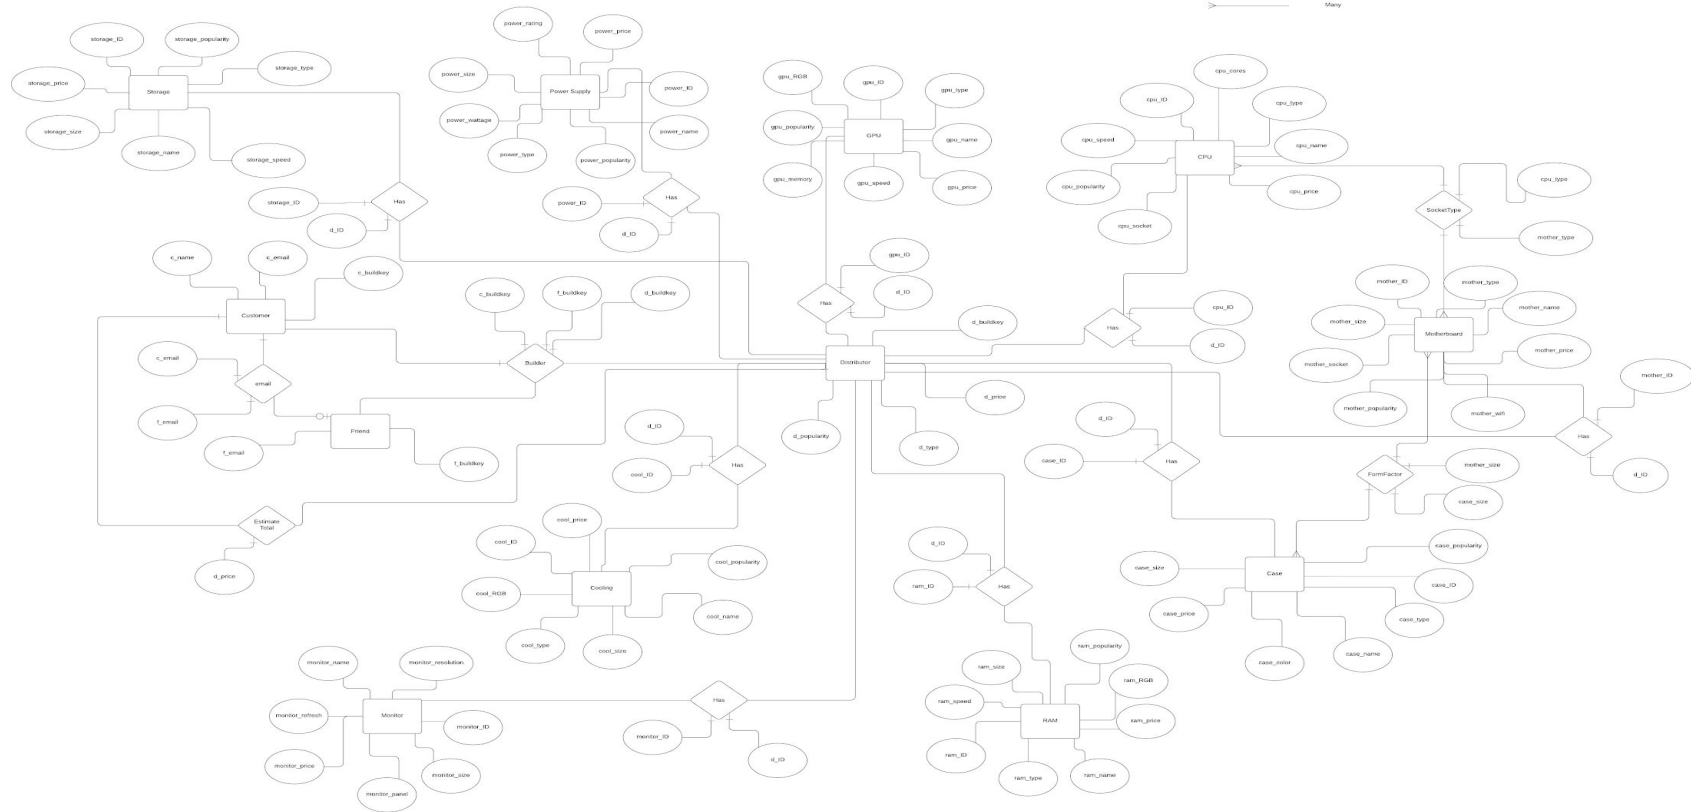 Many
storage_ID
storage_popularity
storage_type
storage_price
Storage
storage_size
storage_name
storage_speed
power_rating
power_price
power_size
Power Supply
power_ID
power_wattage
power_name
power_type
power_popularity
gpu_RGB
gpu_ID
gpu_type
gpu_popularity
GPU
gpu_name
gpu_memory
gpu_speed
gpu_price
cpu_cores
cpu_ID
cpu_type
cpu_speed
cpu_name
CPU
cpu_popularity
cpu_price
cpu_socket
cpu_type
SocketType
mother_type
storage_ID
Has
d_ID
power_ID
Has
d_ID
gpu_ID
Has
d_ID
cpu_ID
Has
d_ID
c_name
c_email
c_buildkey
Customer
c_email
email
f_email
f_email
Friend
f_buildkey
c_buildkey
f_buildkey
d_buildkey
Builder
d_buildkey
Distributor
d_price
d_popularity
d_type
mother_ID
mother_type
mother_name
mother_size
Motherboard
mother_socket
mother_price
mother_popularity
mother_wifi
mother_ID
Has
d_ID
FormFactor
mother_size
case_size
d_ID
case_ID
Has
d_ID
cool_ID
Has
Estimate
Total
d_price
cool_price
cool_ID
cool_popularity
cool_RGB
Cooling
cool_name
cool_type
cool_size
d_ID
ram_ID
Has
case_size
case_popularity
Case
case_ID
case_price
case_type
case_color
case_name
ram_popularity
ram_size
ram_RGB
ram_speed
RAM
ram_price
ram_ID
ram_type
ram_name
monitor_name
monitor_resolution
monitor_refresh
Monitor
monitor_ID
monitor_price
monitor_size
monitor_panel
Has
monitor_ID
d_ID